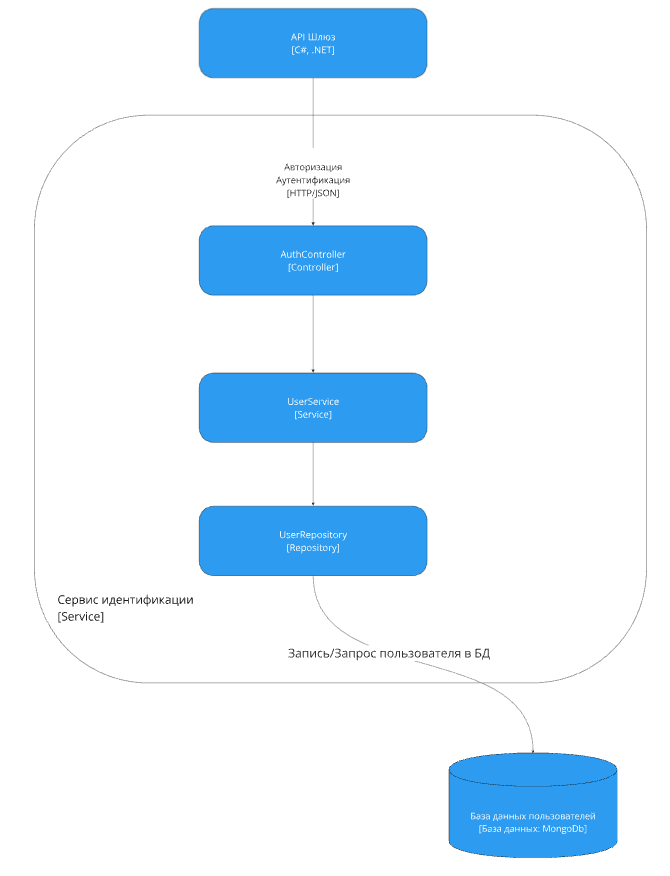 API Шлюз
[C#, .NET]
Авторизация
Аутентификация
[HTTP/JSON]
AuthController
[Controller]
UserService
[Service]
UserRepository
[Repository]
Сервис идентификации
[Service]
Запись/Запрос пользователя в БД
База данных пользователей
[База данных: MongoDb]